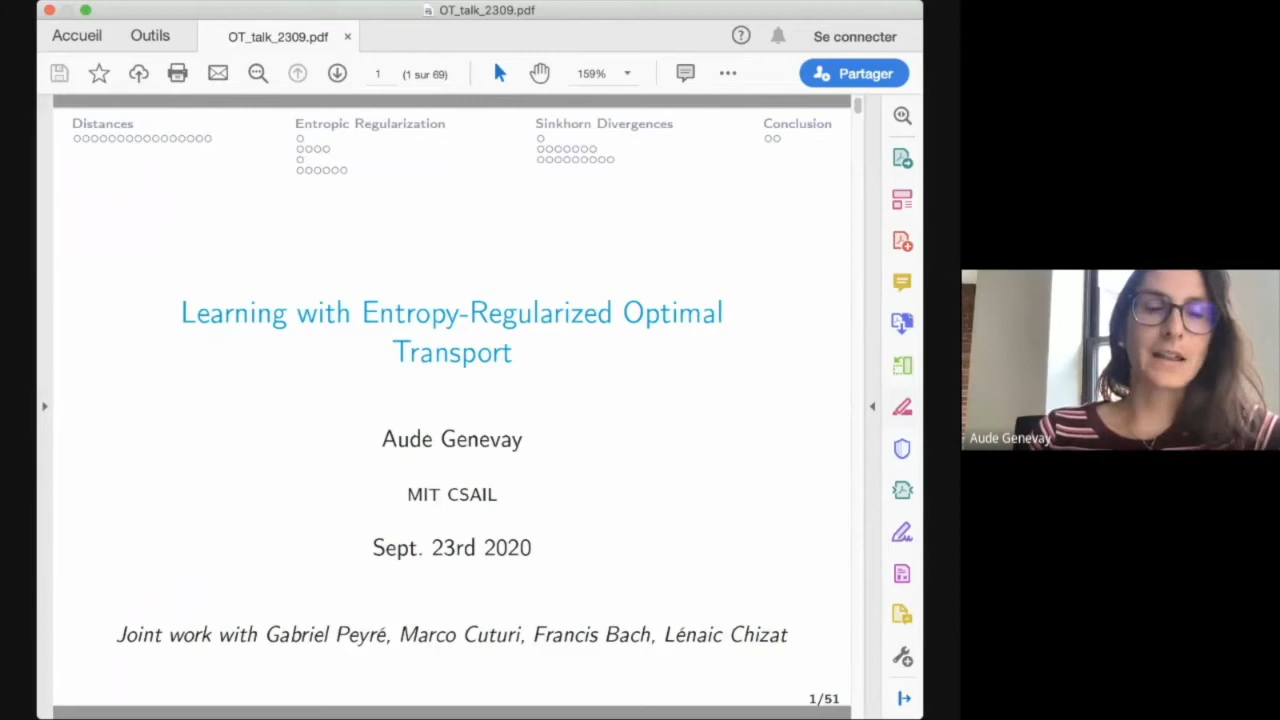 OT_talk_2309.pdf
Accueil
Outils
OT_talk_2309.pdf
Se connecter
1
(1 sur 69)
159%
Partager
Distances
Entropic Regularization
Sinkhorn Divergences
Conclusion
Learning with Entropy-Regularized Optimal
Transport
Aude Genevay
MIT CSAIL
Sept. 23rd 2020
Joint work with Gabriel Peyré, Marco Cuturi, Francis Bach, Lénaic Chizat
1/51
Aude Genevay